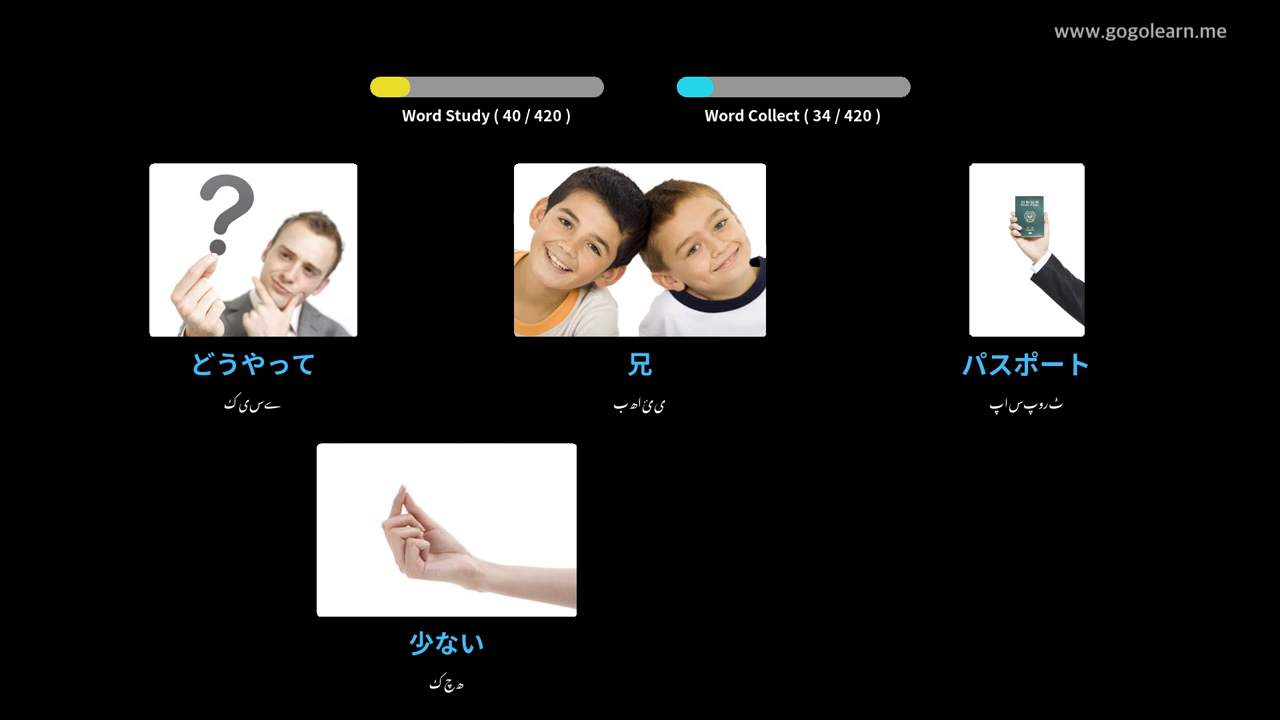 www.gogolearn.me
Word Study ( 40 / 420 )
Word Collect ( 34 / 420 )
どうやって
کیسے
兄
بھائی
パスポート
پاسپورٹ
少ない
کچھ